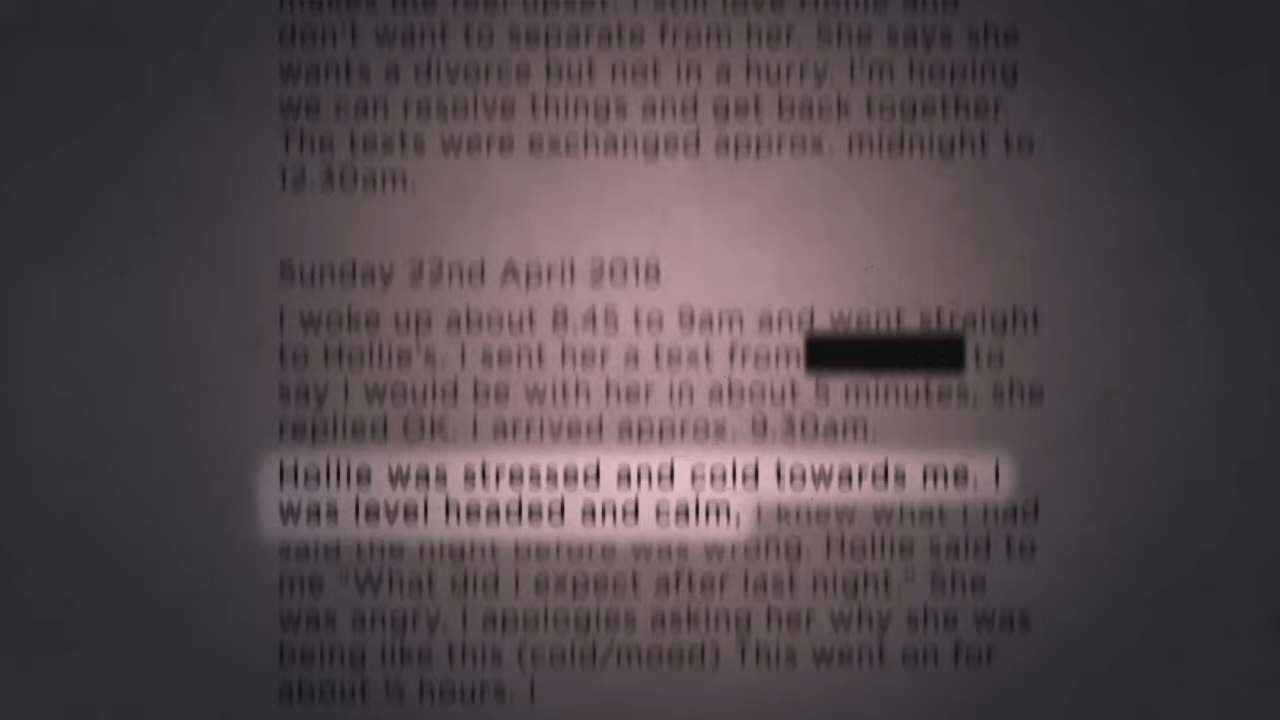 makes me feel upset. I still love Hollie and
don't want to separate from her. She says she
wants a divorce but not in a hurry. I'm hoping
we can resolve things and get back together.
The texts were exchanged approx. midnight to
12.30am.
Sunday 22nd April 2018
I woke up about 8.45 to 9am and went straight
to Hollie's. I sent her a text from to
say I would be with her in about 5 minutes, she
replied OK. I arrived approx. 9.30am.
Hollie was stressed and cold towards me. I
was level headed and calm, I knew what I had
said the night before was wrong. Hollie said to
me "What did I expect after last night." She
was angry. I apologies asking her why she was
being like this (cold/mood) This went on for
about ½ hours. I